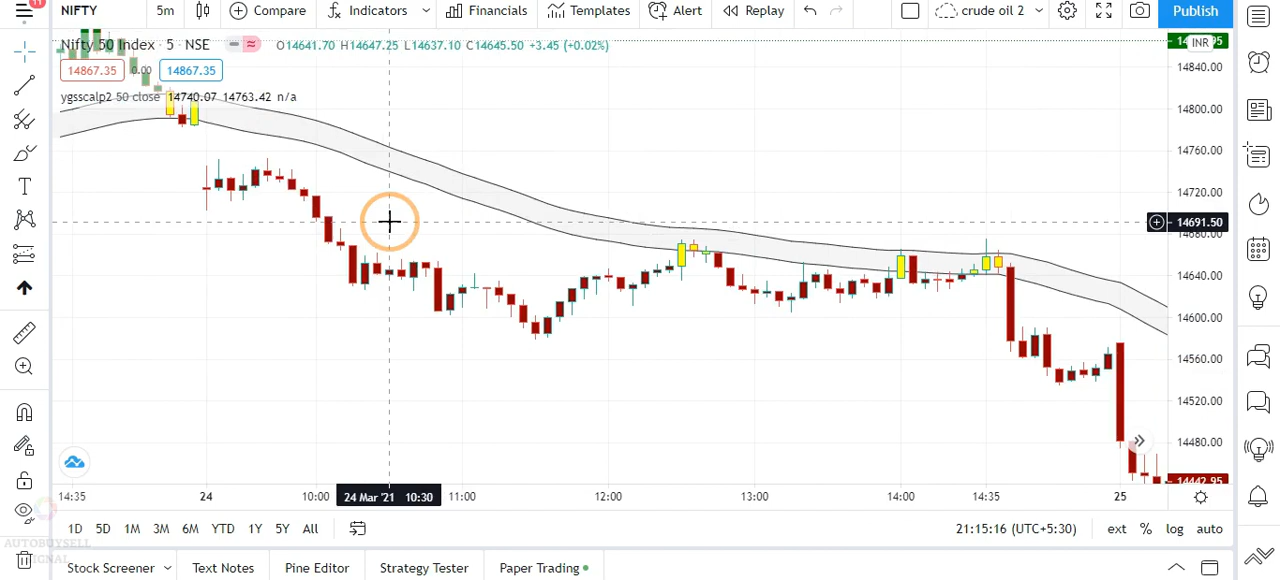 11
NIFTY 5m Compare Indicators Financials Templates Alert Replay crude oil 2 Publish
Nifty 50 Index · 5 · NSE O14641.70 H14647.25 L14637.10 C14645.50 +3.45 (+0.02%)
INR
14867.35 0.00 14867.35
ygsscalp2 50 close 14740.07 14763.42 n/a
14840.00
14800.00
14760.00
14720.00
14691.50
14680.00
14640.00
14600.00
14560.00
14520.00
14480.00
14442.95
14:35 24 10:00 24 Mar '21 10:30 11:00 12:00 13:00 14:00 14:35 25
1D 5D 1M 3M 6M YTD 1Y 5Y All 21:15:16 (UTC+5:30) ext % log auto
AUTOBUYSELL
SIGNAL
Stock Screener Text Notes Pine Editor Strategy Tester Paper Trading